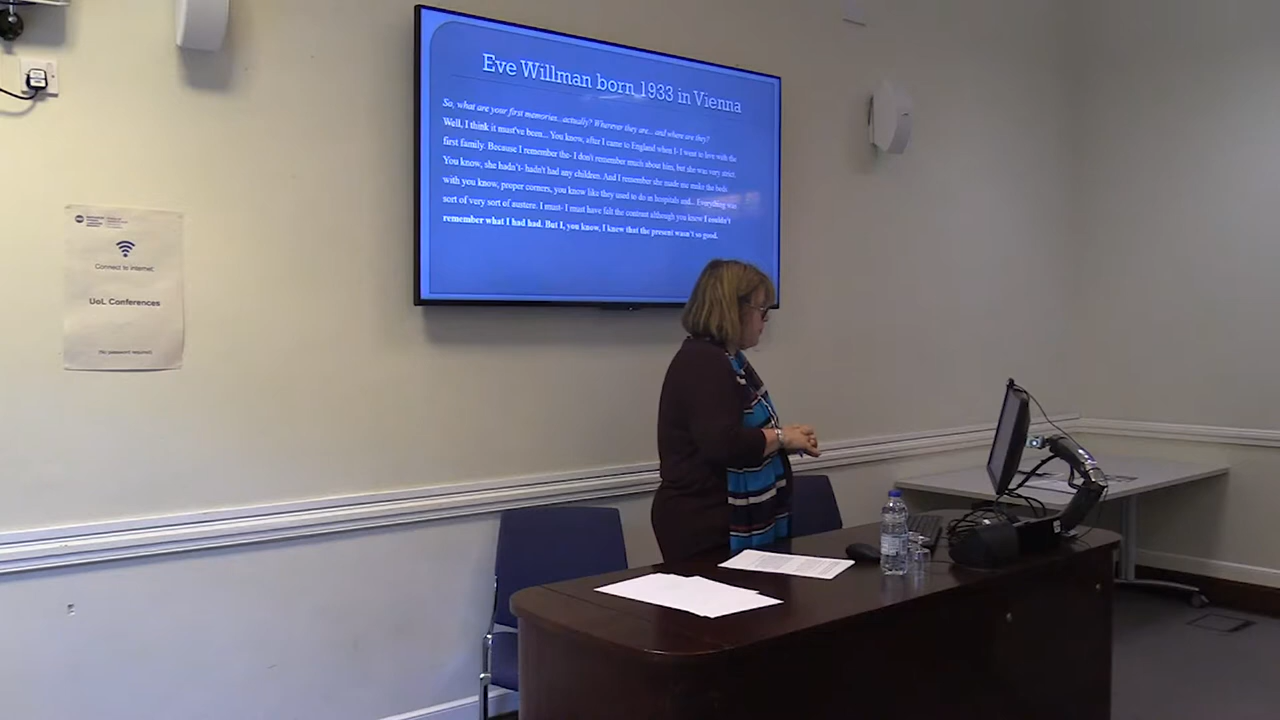 Eve Willman born 1933 in Vienna
So, what are your first memories...actually? Wherever they are... and where are they?
Well, I think it must've been... You know, after I came to England when I- I went to live with the
first family. Because I remember the- I don't remember much about him, but she was very strict.
You know, she hadn't- hadn't had any children. And I remember she made me make the beds
with you know, proper corners, you know like they used to do in hospitals and... Everything was
sort of very sort of austere. I must- I must have felt the contrast although you know I couldn't
remember what I had had. But I, you know, I knew that the present wasn't so good.
Connect to internet:
UoL Conferences
(No password required)